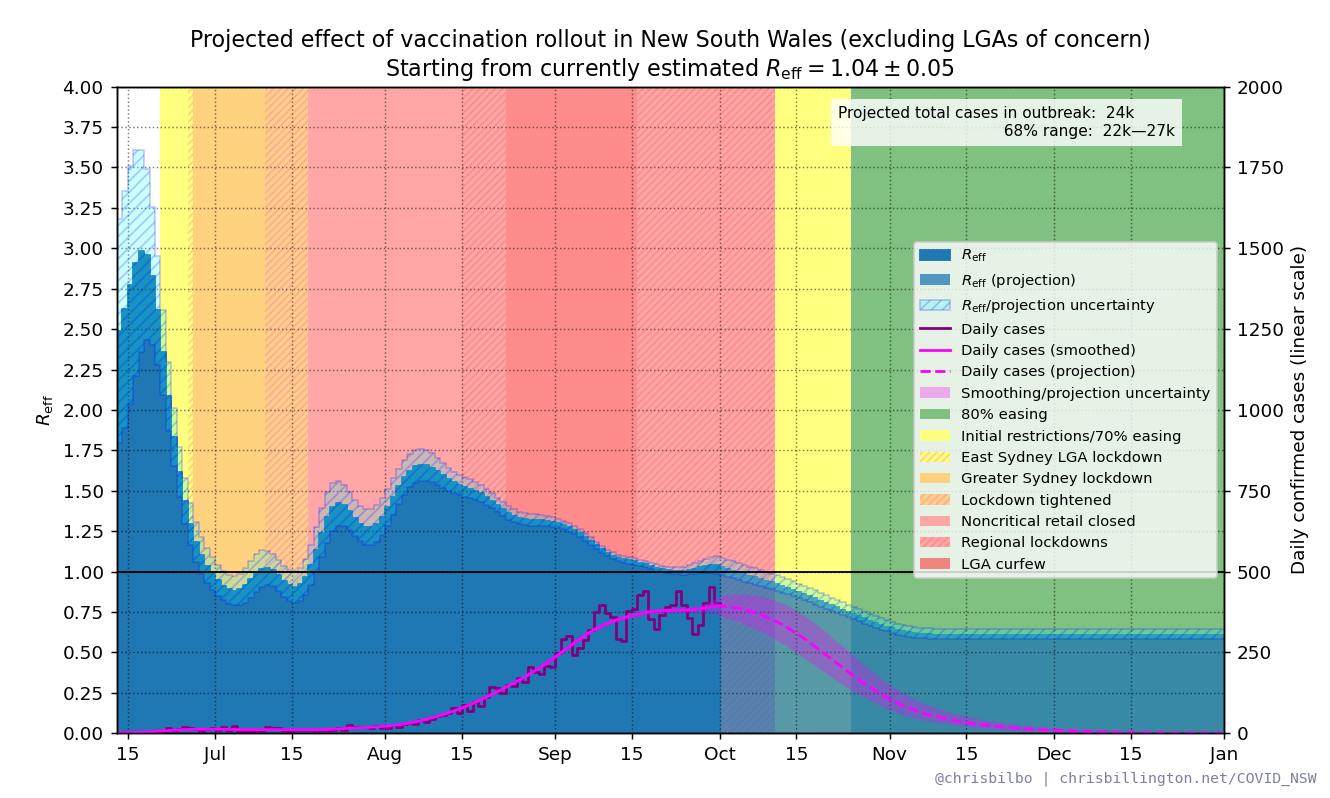 Projected effect of vaccination rollout in New South Wales (excluding LGAs of concern)
Starting from currently estimated Reff = 1.04 ± 0.05
Projected total cases in outbreak: 24k
68% range: 22k—27k
4.00
3.75
3.50
3.25
3.00
2.75
2.50
2.25
2.00
1.75
1.50
1.25
1.00
0.75
0.50
0.25
0.00
Reff
2000
1750
1500
1250
1000
750
500
250
0
Daily confirmed cases (linear scale)
Reff
Reff (projection)
Reff/projection uncertainty
Daily cases
Daily cases (smoothed)
Daily cases (projection)
Smoothing/projection uncertainty
80% easing
Initial restrictions/70% easing
East Sydney LGA lockdown
Greater Sydney lockdown
Lockdown tightened
Noncritical retail closed
Regional lockdowns
LGA curfew
15 Jul 15 Aug 15 Sep 15 Oct 15 Nov 15 Dec 15 Jan
@chrisbilbo | chrisbillington.net/COVID_NSW